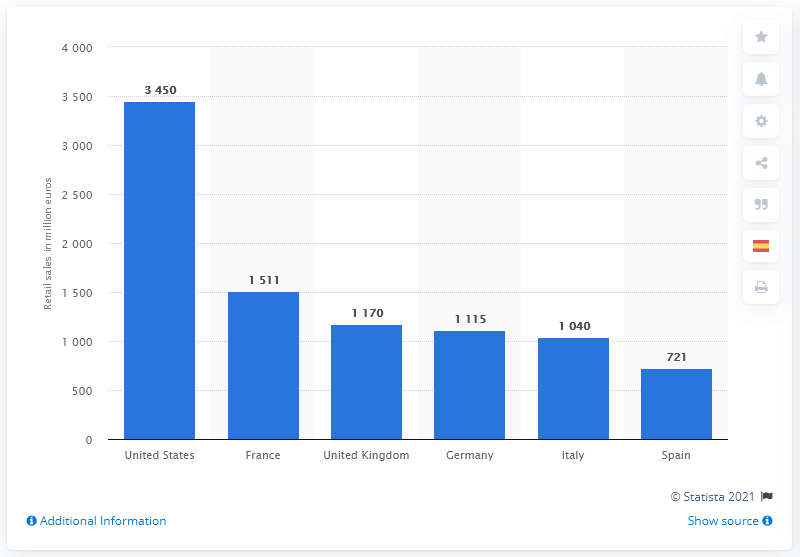 4 000
3 500
3 000
2 500
2 000
1 500
1 000
500
0
Retail sales in million euros
3 450
1 511
1 170
1 115
1 040
721
United States
France
United Kingdom
Germany
Italy
Spain
© Statista 2021
Additional Information
Show source